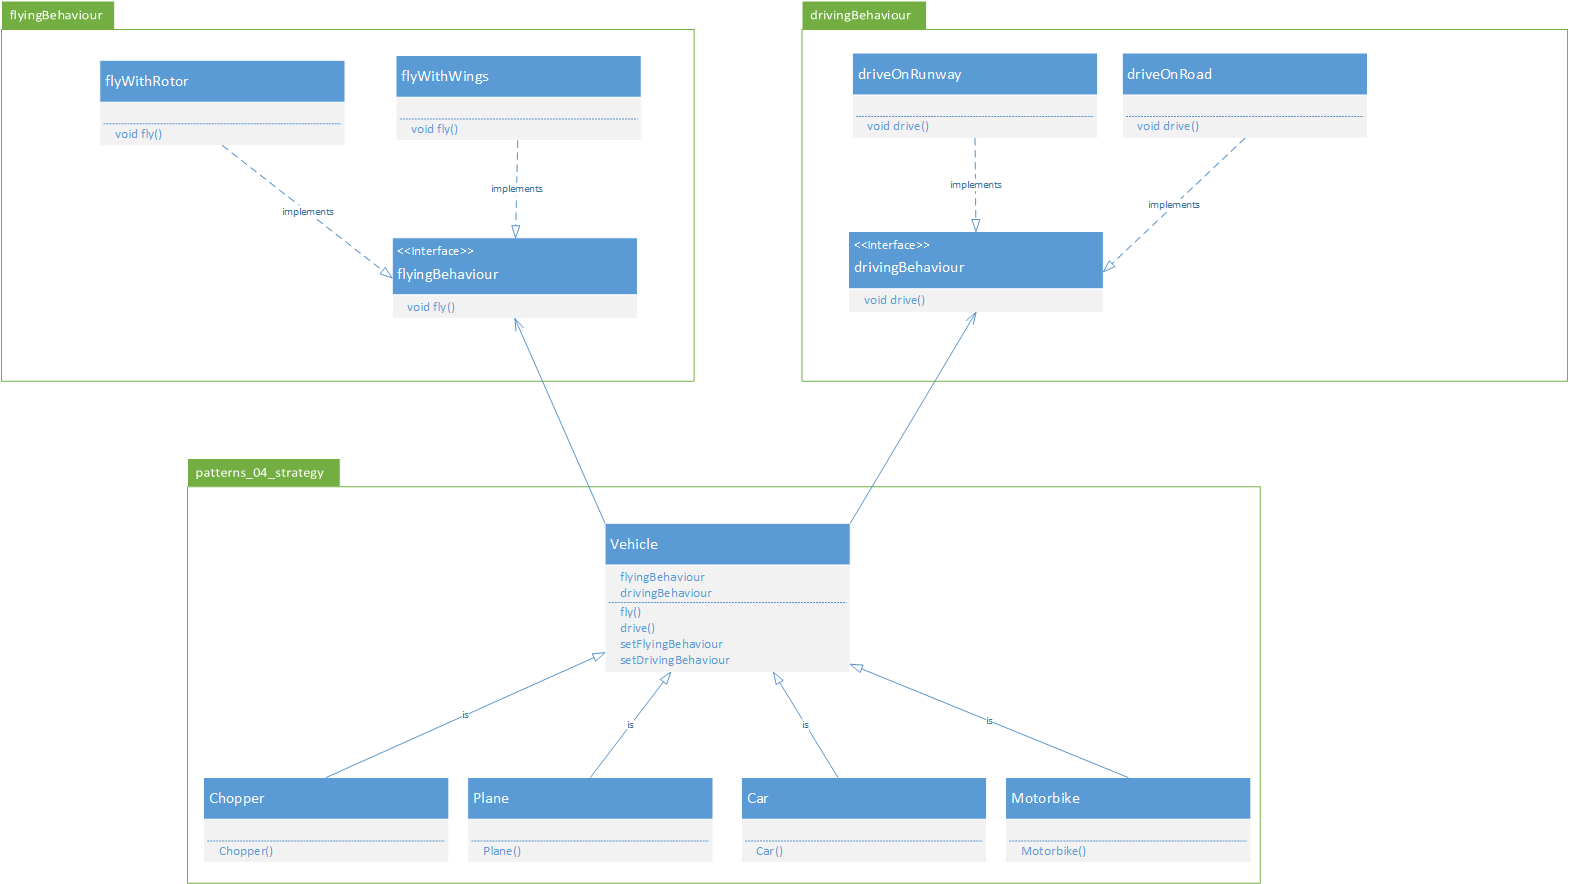 flyingBehaviour
flyWithRotor
void fly()
flyWithWings
void fly()
implements
implements
<<Interface>>
flyingBehaviour
void fly()
drivingBehaviour
driveOnRunway
void drive()
driveOnRoad
void drive()
implements
implements
<<Interface>>
drivingBehaviour
void drive()
patterns_04_strategy
Vehicle
flyingBehaviour
drivingBehaviour
fly()
drive()
setFlyingBehaviour
setDrivingBehaviour
is
is
is
is
Chopper
Chopper()
Plane
Plane()
Car
Car()
Motorbike
Motorbike()